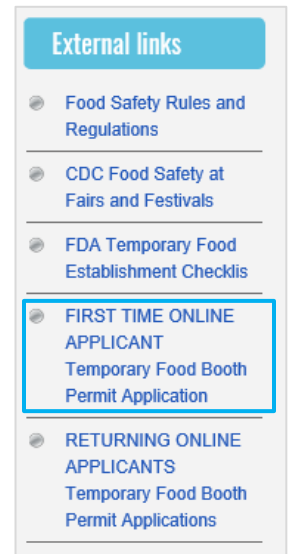 External links
Food Safety Rules and
Regulations
CDC Food Safety at
Fairs and Festivals
FDA Temporary Food
Establishment Checklis
FIRST TIME ONLINE
APPLICANT
Temporary Food Booth
Permit Application
RETURNING ONLINE
APPLICANTS
Temporary Food Booth
Permit Applications